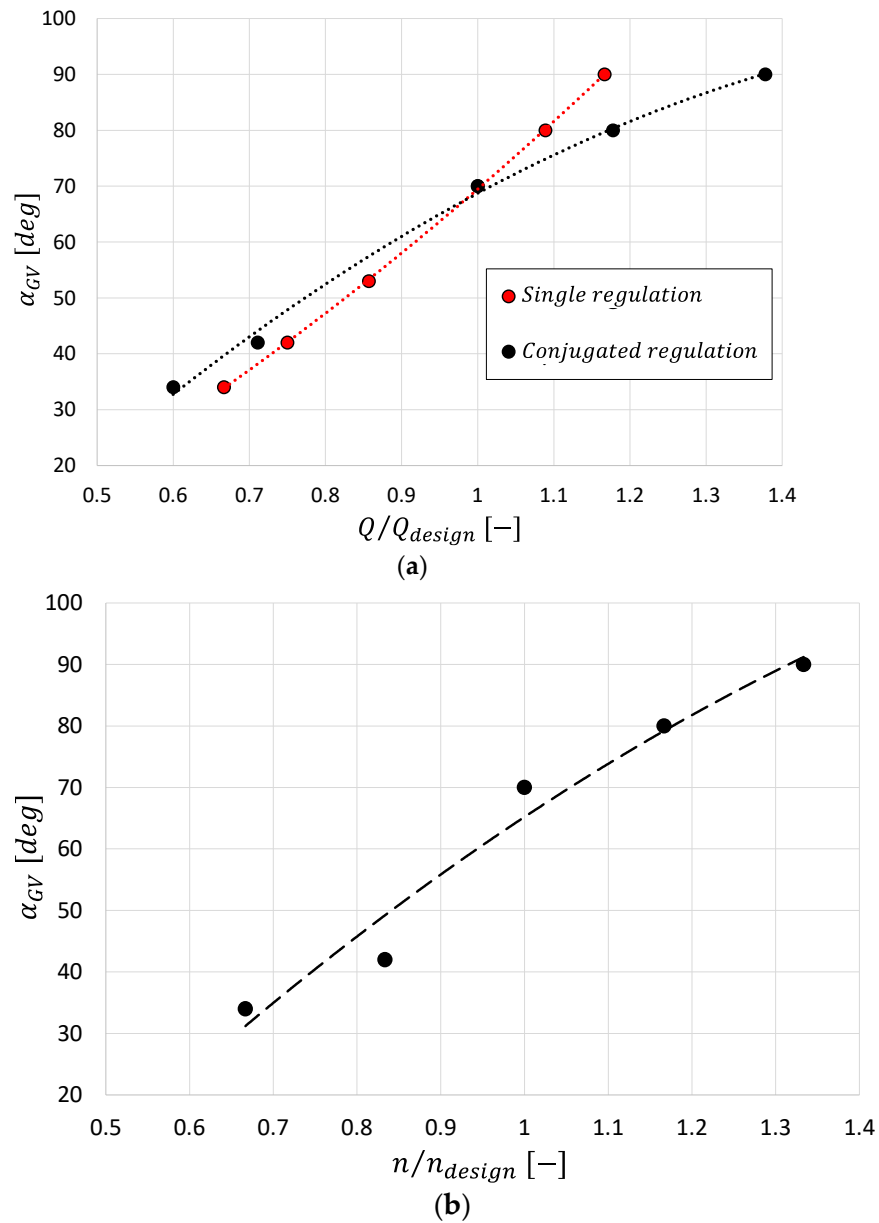 100
90
80
70
60
50
40
30
20
α_GV [deg]
Single regulation
Conjugated regulation
0.5 0.6 0.7 0.8 0.9 1 1.1 1.2 1.3 1.4
Q/Q_design [−]
(a)
100
90
80
70
60
50
40
30
20
α_GV [deg]
0.5 0.6 0.7 0.8 0.9 1 1.1 1.2 1.3 1.4
n/n_design [−]
(b)